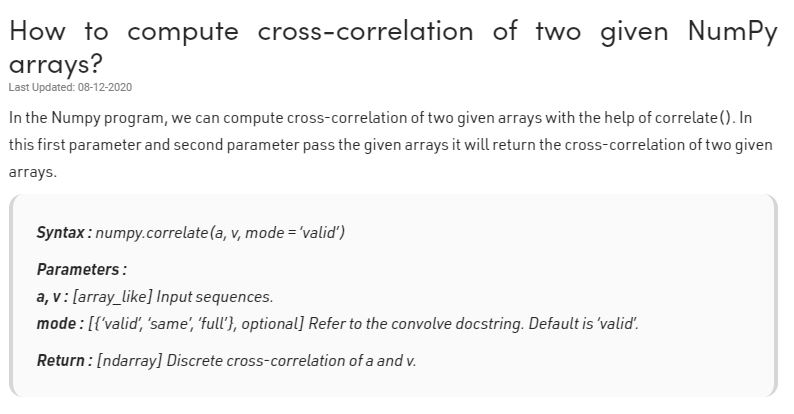 How to compute cross-correlation of two given NumPy
arrays?
Last Updated: 08-12-2020
In the Numpy program, we can compute cross-correlation of two given arrays with the help of correlate(). In
this first parameter and second parameter pass the given arrays it will return the cross-correlation of two given
arrays.
Syntax : numpy.correlate(a, v, mode = ‘valid’)
Parameters :
a, v : [array_like] Input sequences.
mode : [{‘valid’, ‘same’, ‘full’}, optional] Refer to the convolve docstring. Default is ‘valid’.
Return : [ndarray] Discrete cross-correlation of a and v.